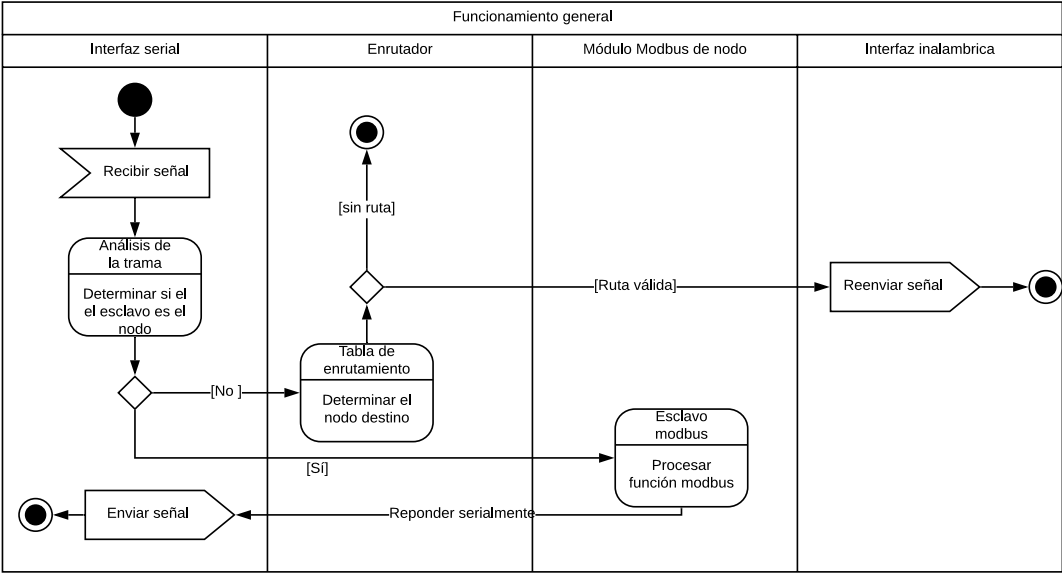 Funcionamiento general
Interfaz serial
Enrutador
Módulo Modbus de nodo
Interfaz inalambrica
Recibir señal
[sin ruta]
Análisis de
la trama
Determinar si el
el esclavo es el
nodo
[Ruta válida]
Reenviar señal
Tabla de
enrutamiento
[No ]
Determinar el
nodo destino
Esclavo
modbus
[Sí]
Procesar
función modbus
Enviar señal
Reponder serialmente